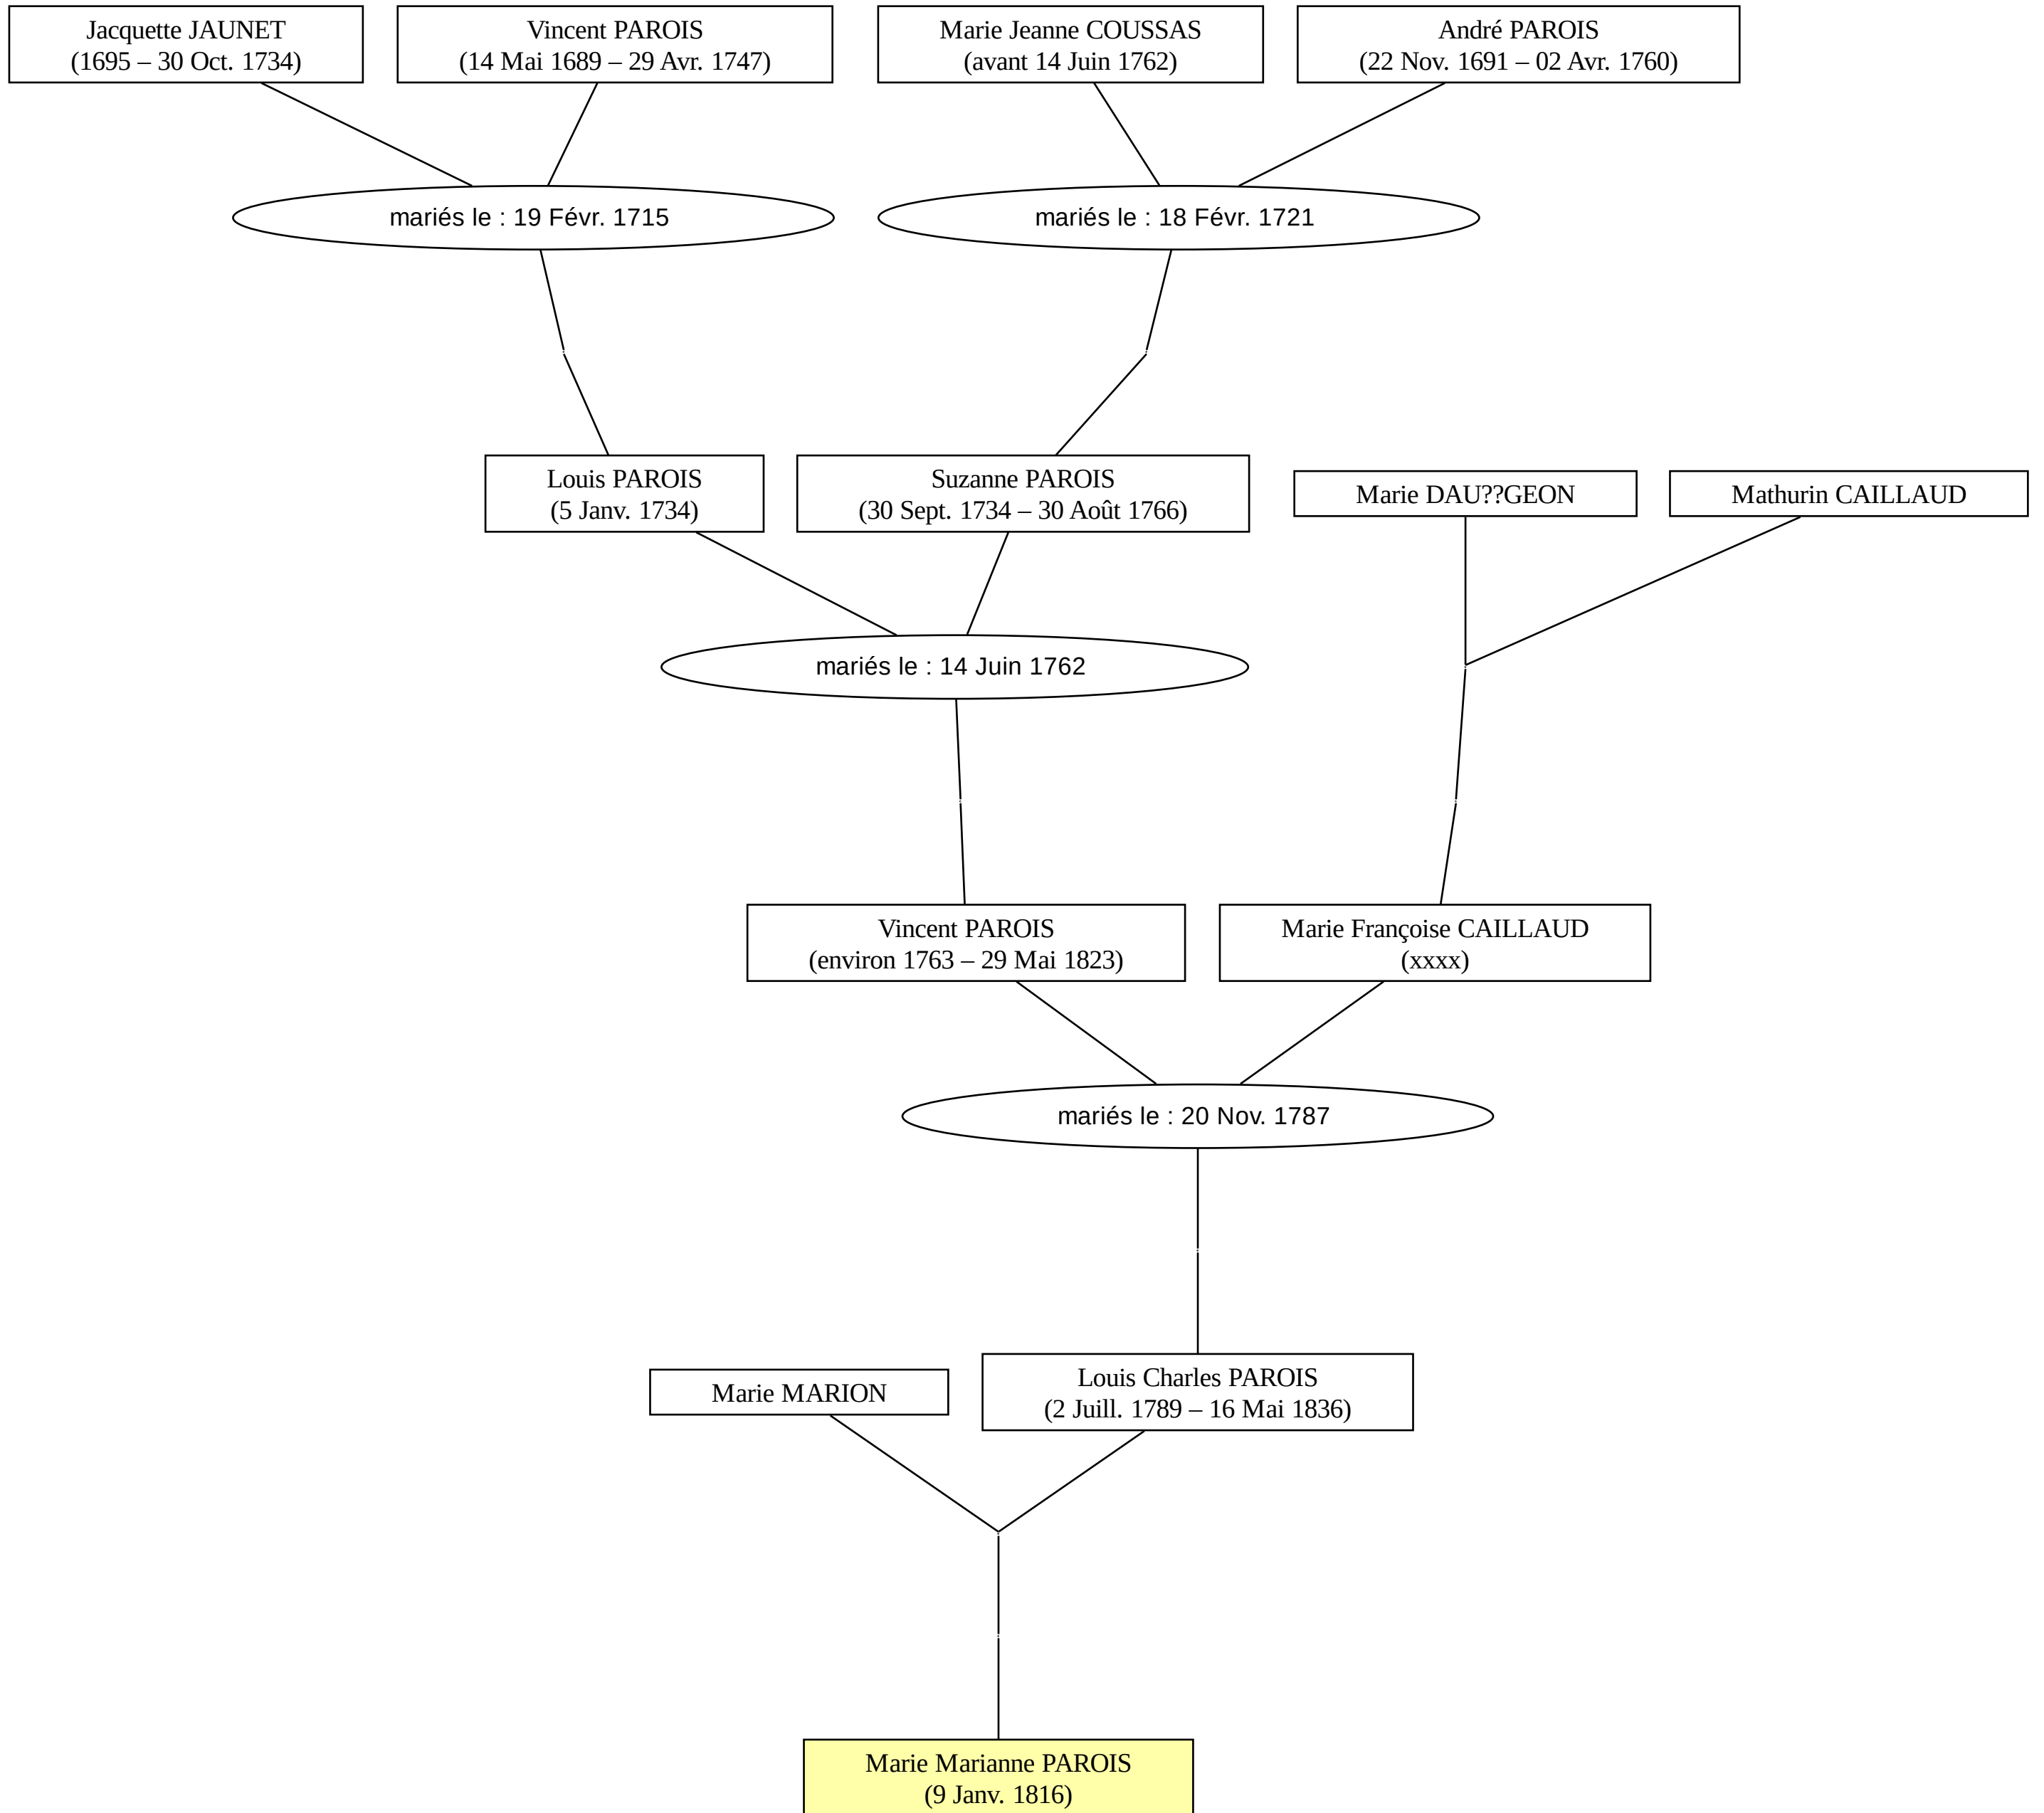 Jacquette JAUNET
(1695 – 30 Oct. 1734)
Vincent PAROIS
(14 Mai 1689 – 29 Avr. 1747)
Marie Jeanne COUSSAS
(avant 14 Juin 1762)
André PAROIS
(22 Nov. 1691 – 02 Avr. 1760)
mariés le : 19 Févr. 1715
mariés le : 18 Févr. 1721
Louis PAROIS
(5 Janv. 1734)
Suzanne PAROIS
(30 Sept. 1734 – 30 Août 1766)
Marie DAU??GEON
Mathurin CAILLAUD
mariés le : 14 Juin 1762
Vincent PAROIS
(environ 1763 – 29 Mai 1823)
Marie Françoise CAILLAUD
(xxxx)
mariés le : 20 Nov. 1787
Marie MARION
Louis Charles PAROIS
(2 Juill. 1789 – 16 Mai 1836)
Marie Marianne PAROIS
(9 Janv. 1816)